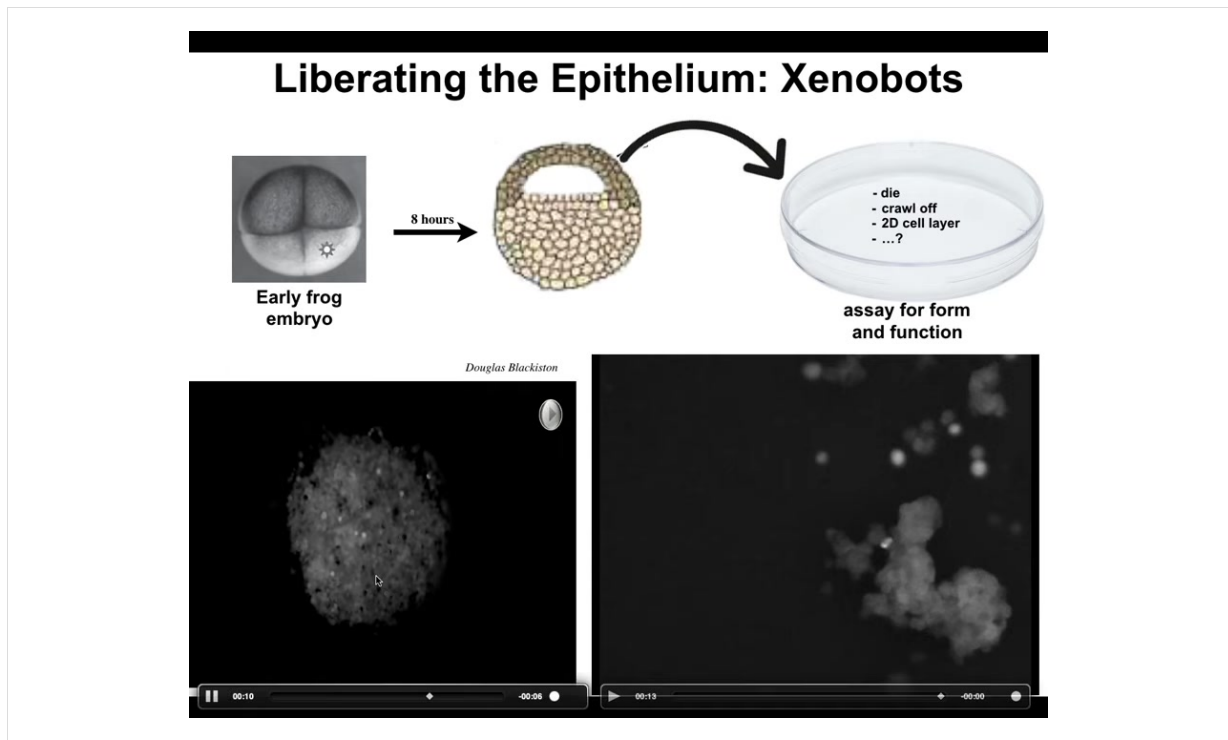 Liberating the Epithelium: Xenobots
8 hours
- die
- crawl off
- 2D cell layer
- ...?
Early frog
embryo
assay for form
and function
Douglas Blackiston
00:10
-00:06
00:13
-00:00